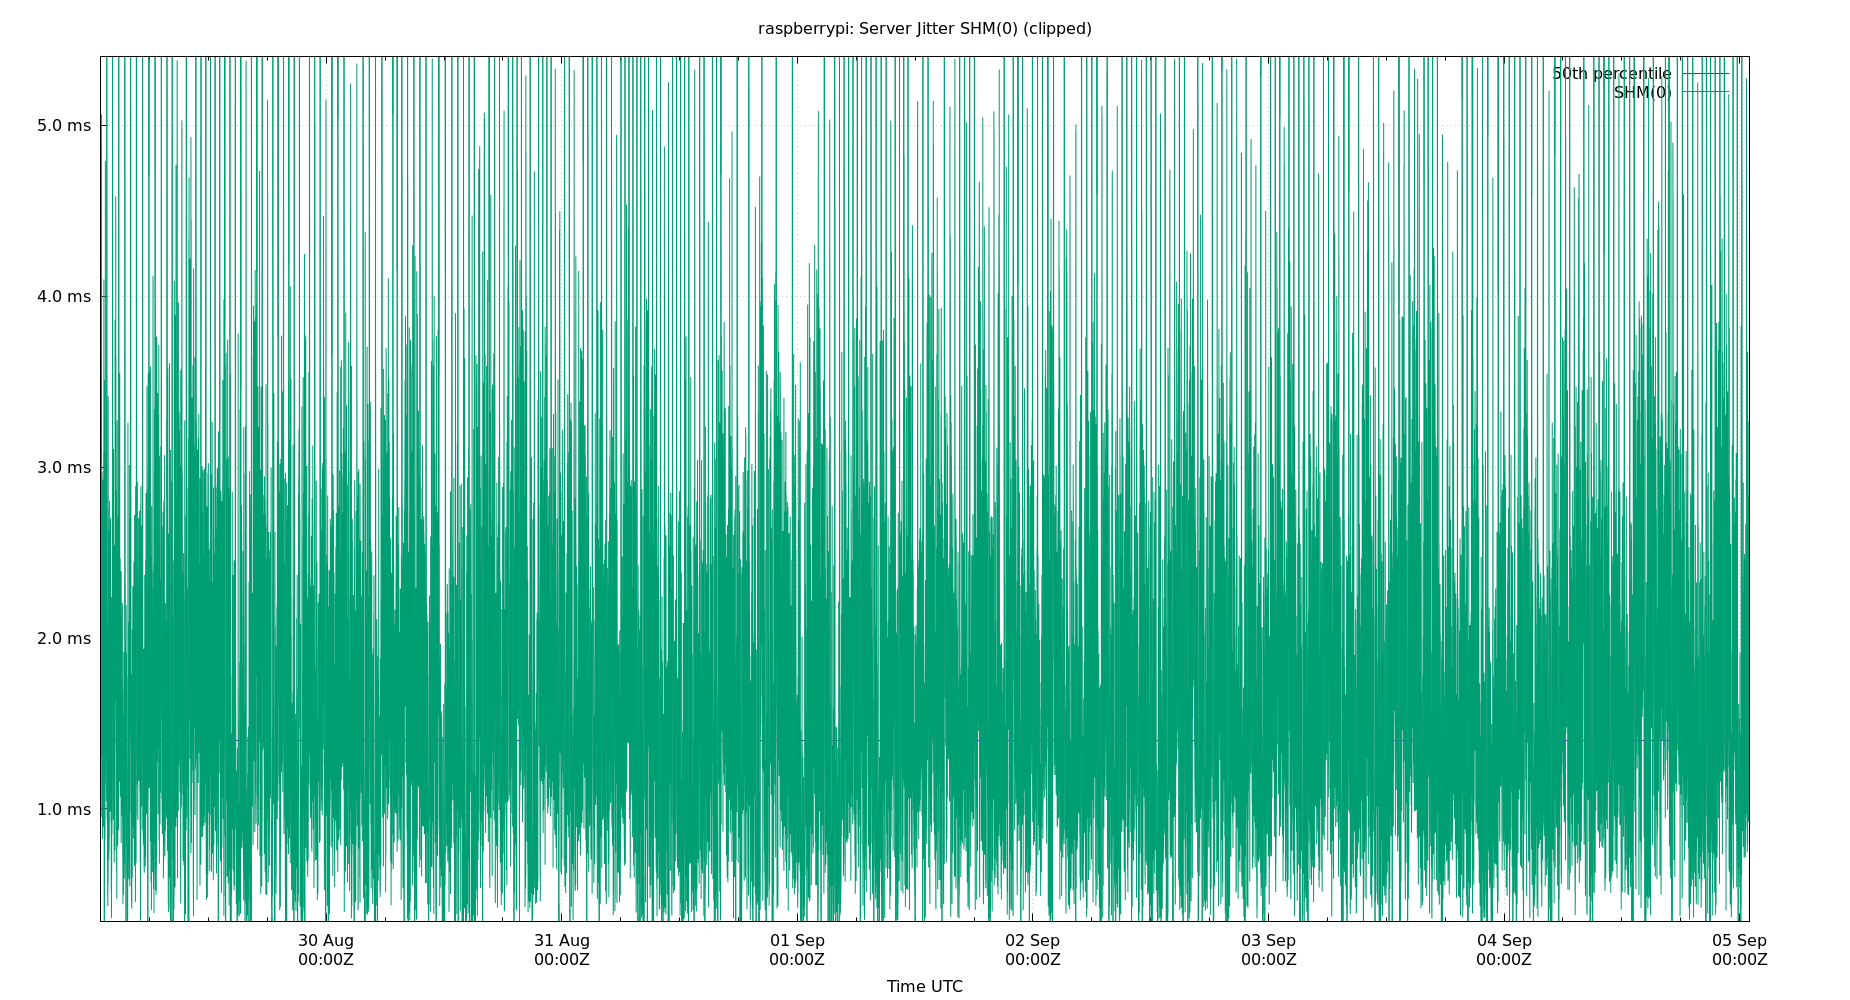 raspberrypi: Server Jitter SHM(0) (clipped)
50th percentile
SHM(0)
5.0 ms
4.0 ms
3.0 ms
2.0 ms
1.0 ms
30 Aug 31 Aug 01 Sep 02 Sep 03 Sep 04 Sep 05 Sep
00:00Z 00:00Z 00:00Z 00:00Z 00:00Z 00:00Z 00:00Z
Time UTC